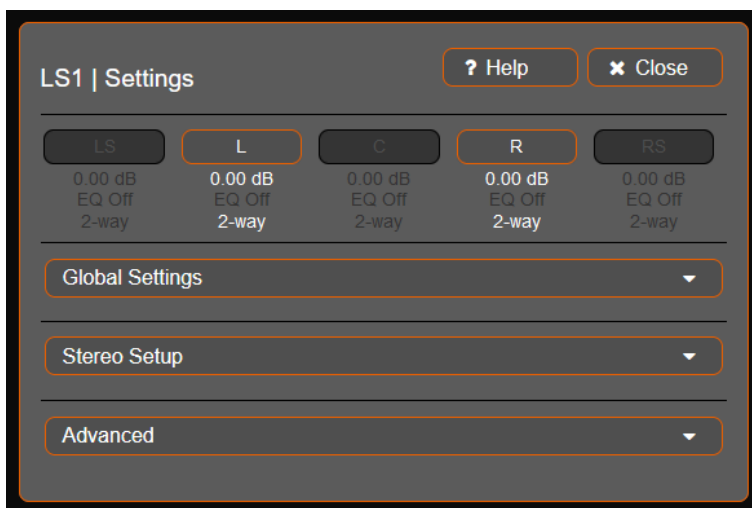 LS1 | Settings
? Help
✖ Close
LS L C R RS
0.00 dB 0.00 dB 0.00 dB 0.00 dB 0.00 dB
EQ Off EQ Off EQ Off EQ Off EQ Off
2-way 2-way 2-way 2-way 2-way
Global Settings
Stereo Setup
Advanced